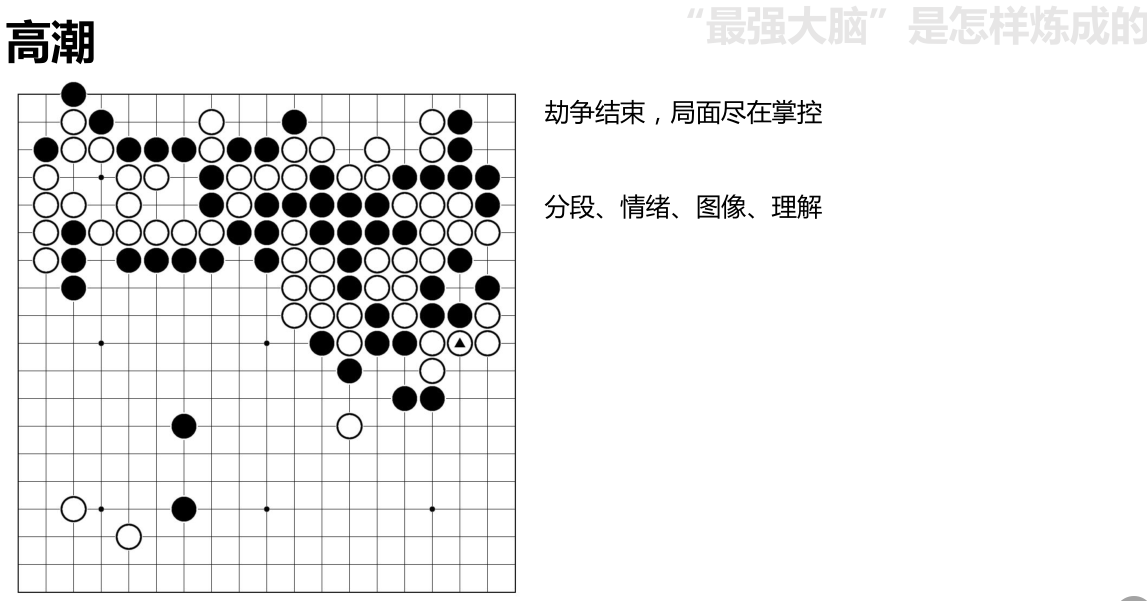 “最强大脑”是怎样炼成的
高潮
劫争结束，局面尽在掌控
分段、情绪、图像、理解